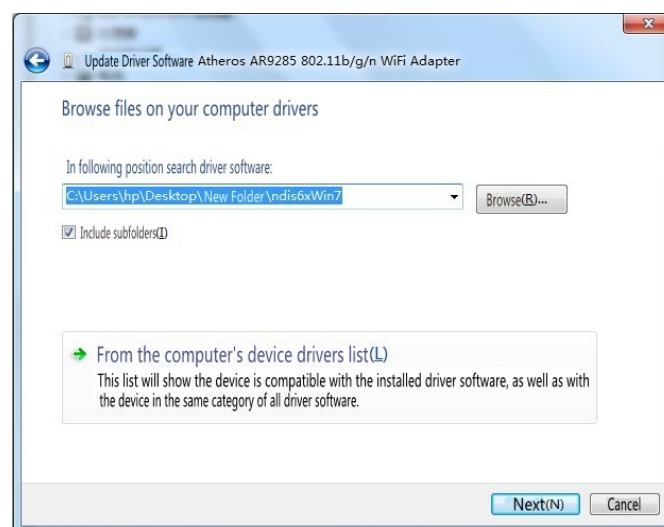 Update Driver Software Atheros AR9285 802.11b/g/n WiFi Adapter
Browse files on your computer drivers
In following position search driver software:
C:\Users\hp\Desktop\New Folder\ndis6xWin7
Browse(R)...
Include subfolders(I)
From the computer's device drivers list(L)
This list will show the device is compatible with the installed driver software, as well as with
the device in the same category of all driver software.
Next(N) Cancel